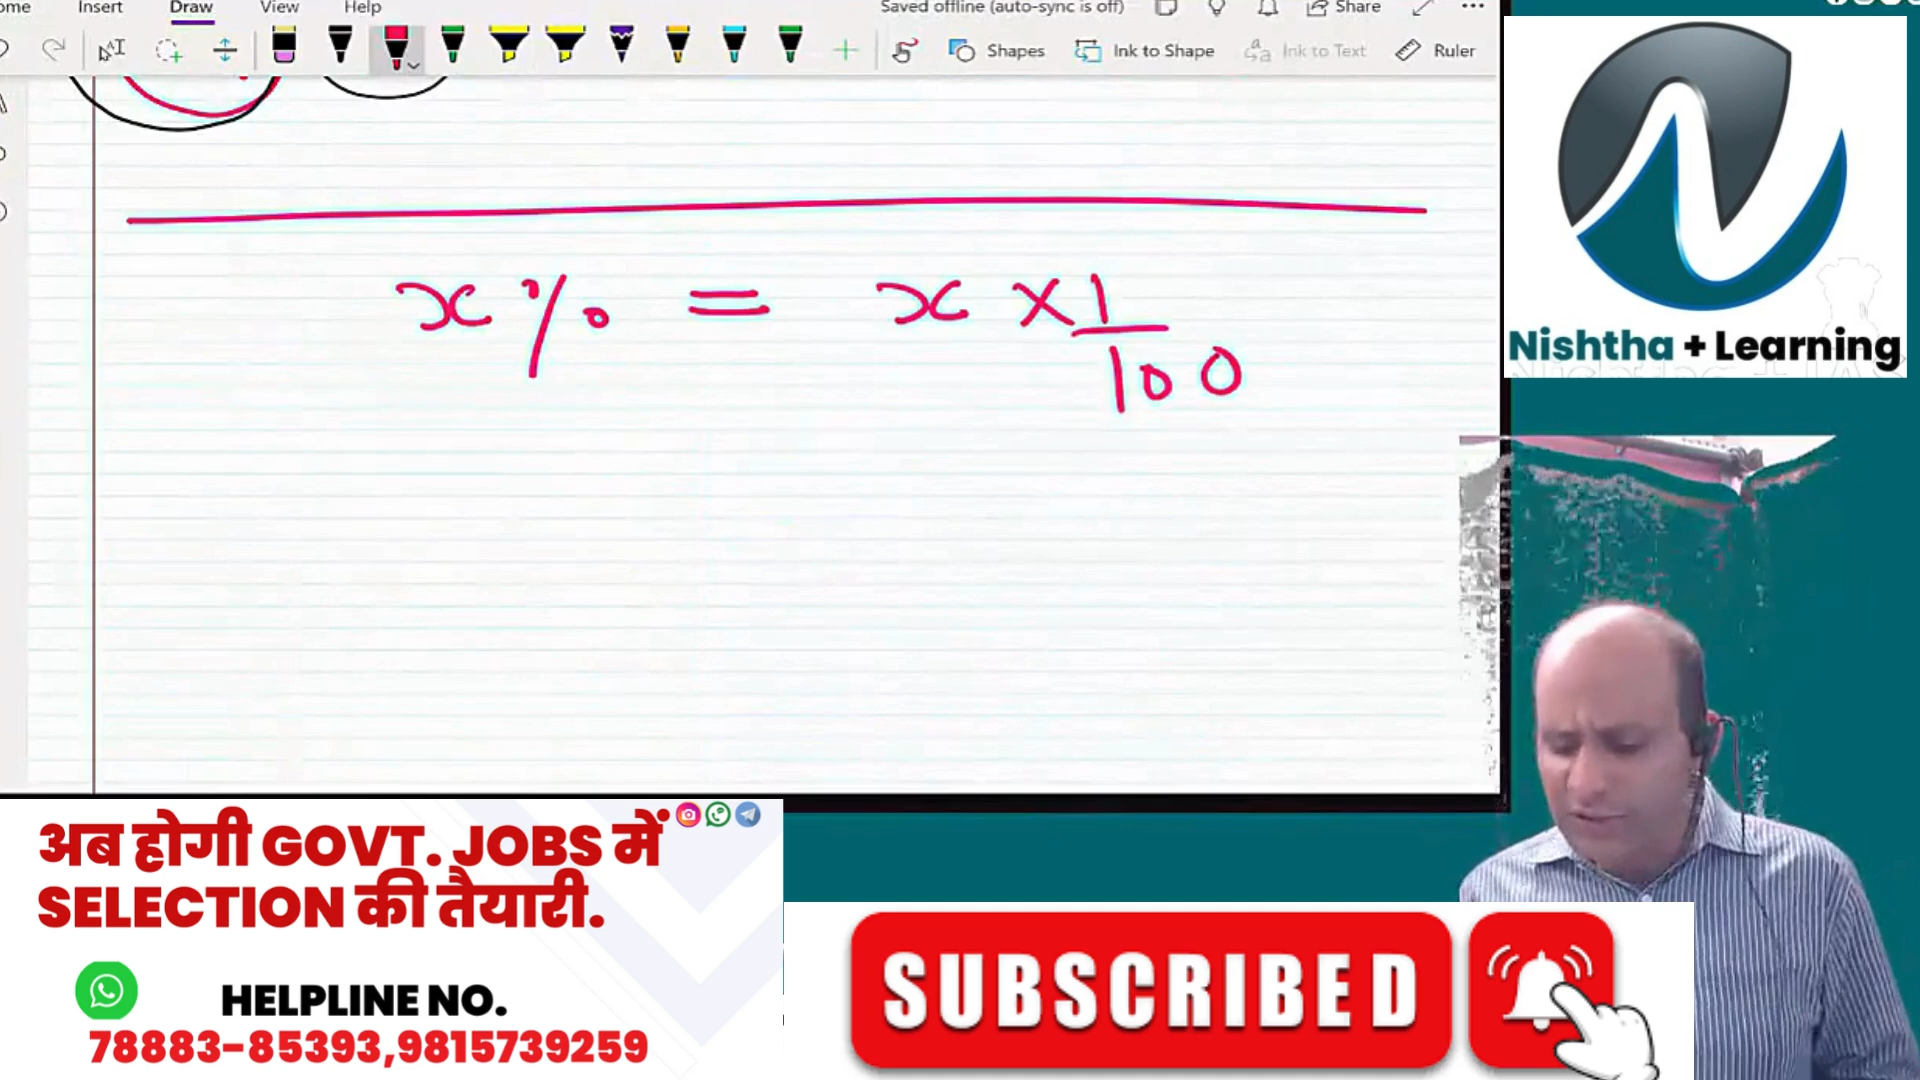 Insert Draw View Help Saved offline (auto-sync is off) Share
Shapes Ink to Shape Ink to Text Ruler
x% = x × 1/100
Nishtha + Learning
अब होगी GOVT. JOBS में
SELECTION की तैयारी.
HELPLINE NO.
78883-85393,9815739259
SUBSCRIBED